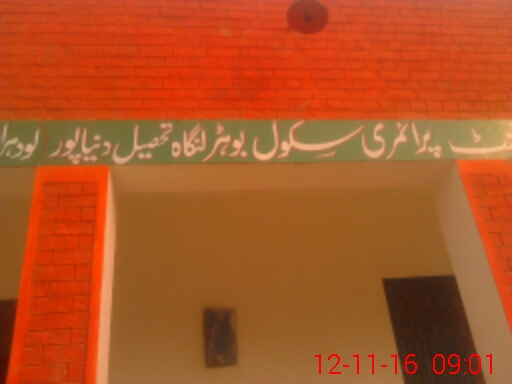 پرائمری سکول بوہڑ لنگاہ تحصیل دنیاپور
12-11-16 09:01